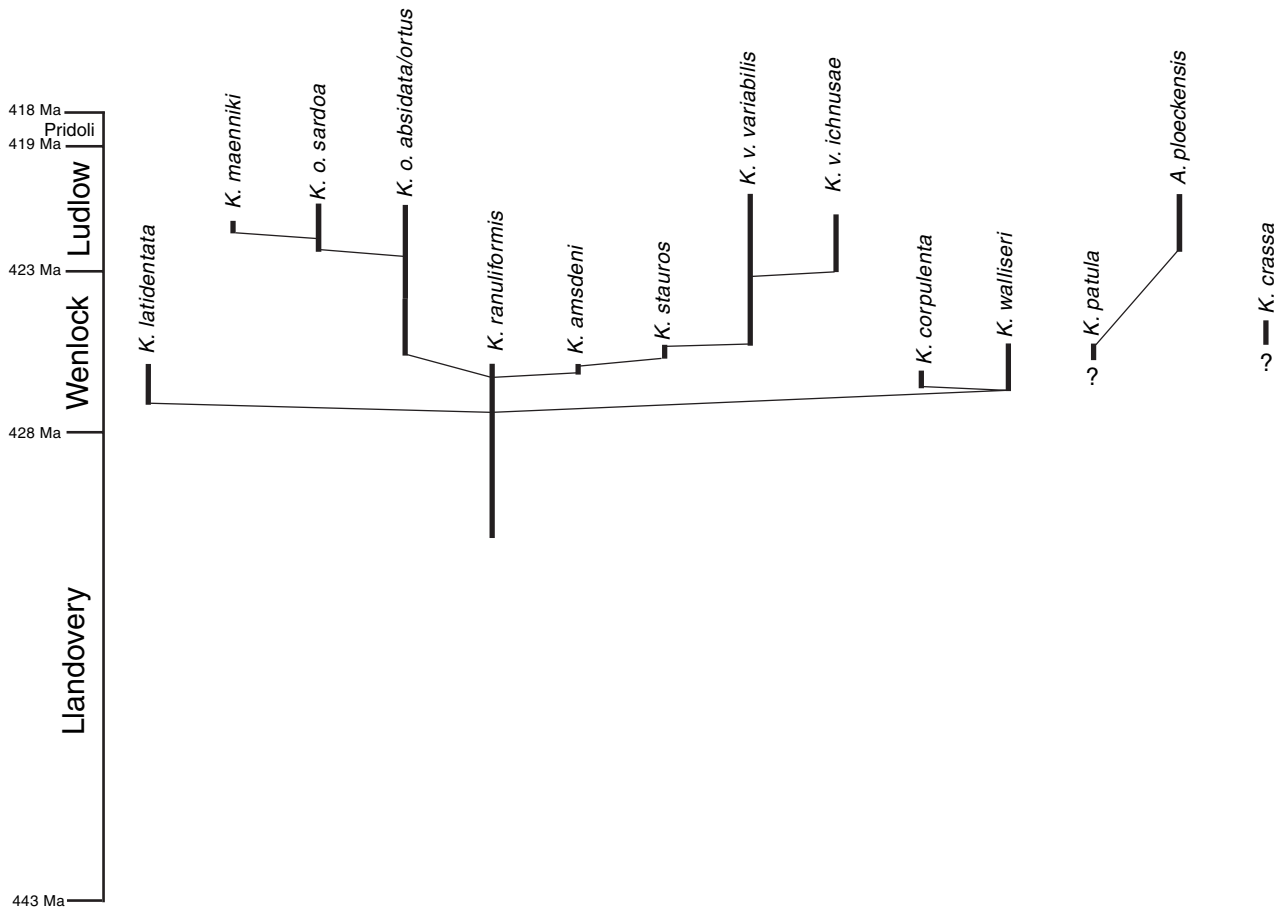 418 Ma
Pridoli
419 Ma
Ludlow
423 Ma
Wenlock
428 Ma
Llandovery
443 Ma
K. latidentata
K. maenniki
K. o. sardoa
K. o. absidata/ortus
K. ranuliformis
K. amsdeni
K. stauros
K. v. variabilis
K. v. ichnusae
K. corpulenta
K. walliseri
K. patula
?
A. ploeckensis
K. crassa
?